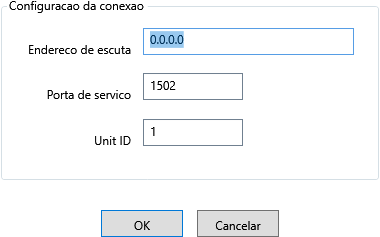 Configuracao da conexao
Endereco de escuta 0.0.0.0
Porta de servico 1502
Unit ID 1
OK Cancelar